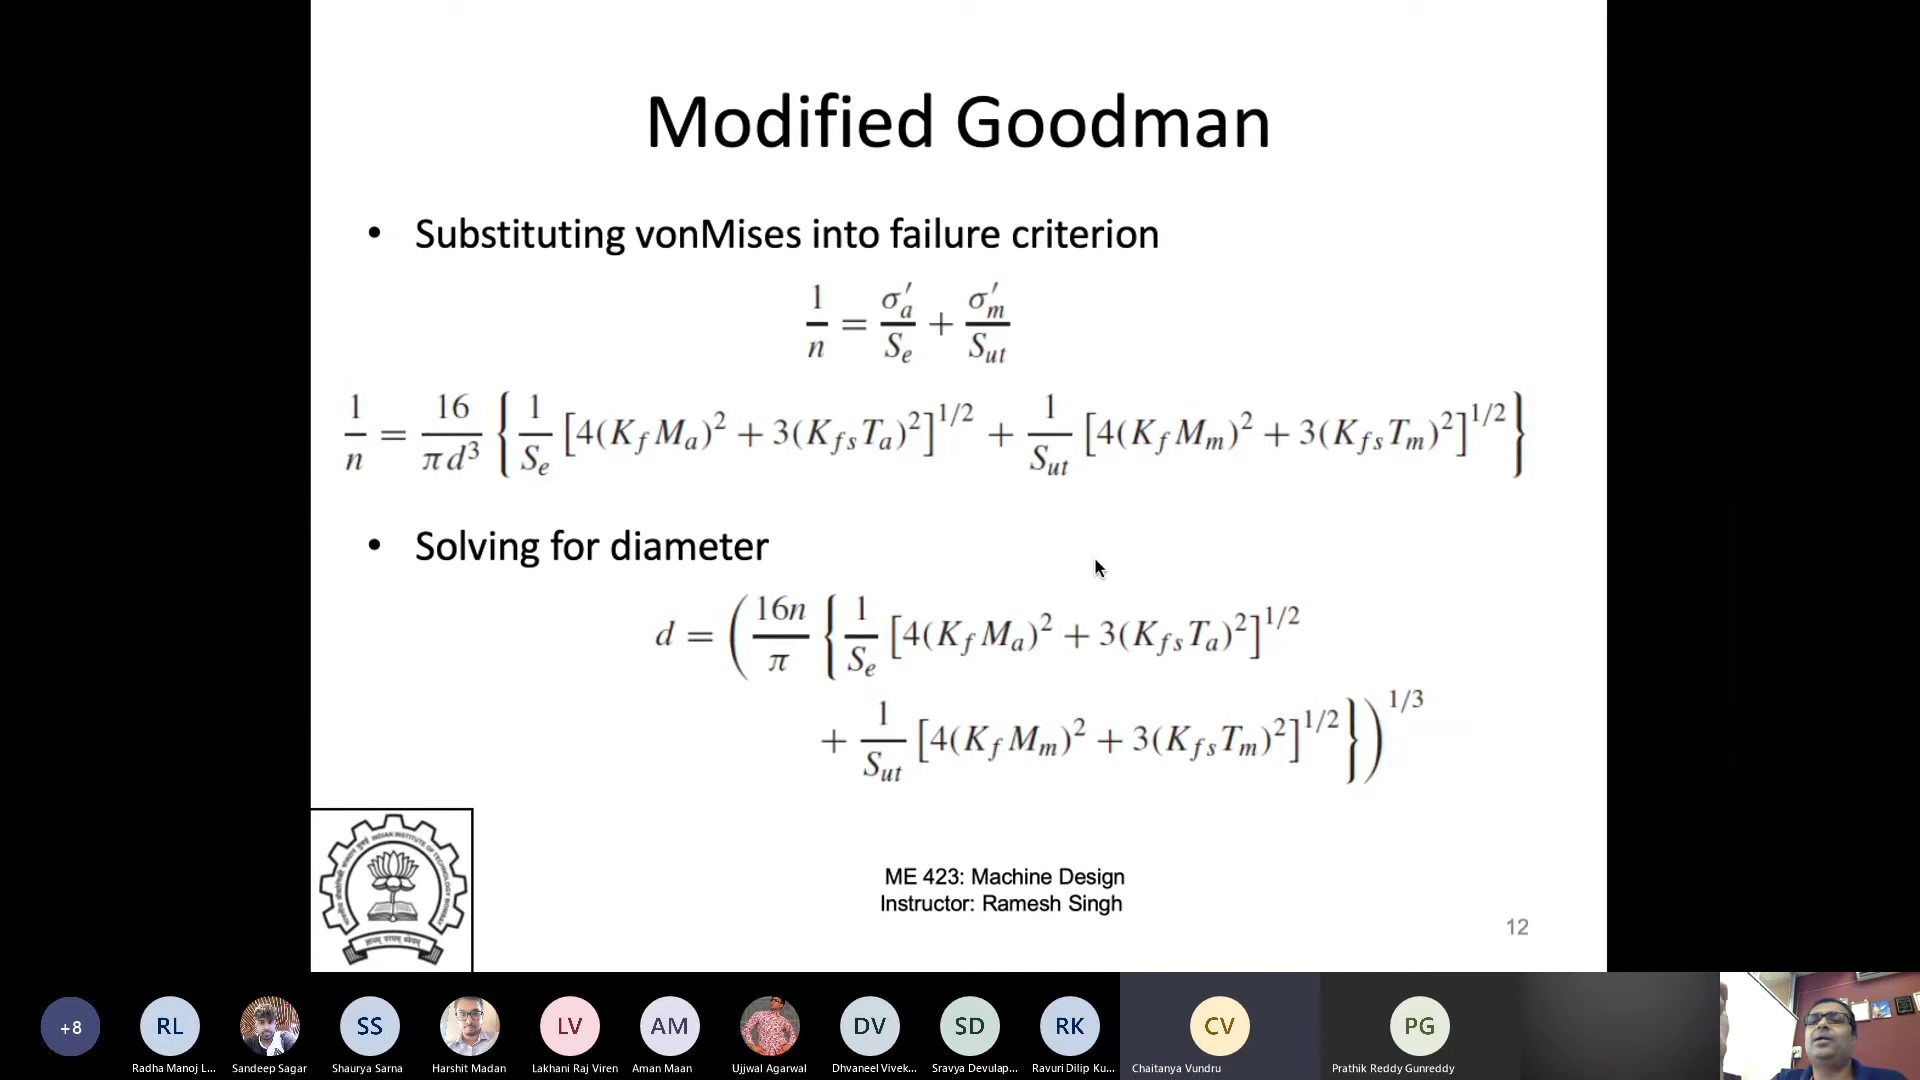 Modified Goodman
• Substituting vonMises into failure criterion
1/n = σ′a/Se + σ′m/Sut
1/n = 16/πd³ {1/Se [4(KfMa)² + 3(KfsTa)²]^1/2 + 1/Sut [4(KfMm)² + 3(KfsTm)²]^1/2}
• Solving for diameter
d = (16n/π {1/Se [4(KfMa)² + 3(KfsTa)²]^1/2
+ 1/Sut [4(KfMm)² + 3(KfsTm)²]^1/2})^1/3
ME 423: Machine Design
Instructor: Ramesh Singh
12
+8
RL
SS
LV
AM
DV
SD
RK
CV
PG
Radha Manoj L...
Sandeep Sagar
Shaurya Sarna
Harshit Madan
Lakhani Raj Viren
Aman Maan
Ujjwal Agarwal
Dhvaneel Vivek...
Sravya Devulap...
Ravuri Dilip Ku...
Chaitanya Vundru
Prathik Reddy Gunreddy